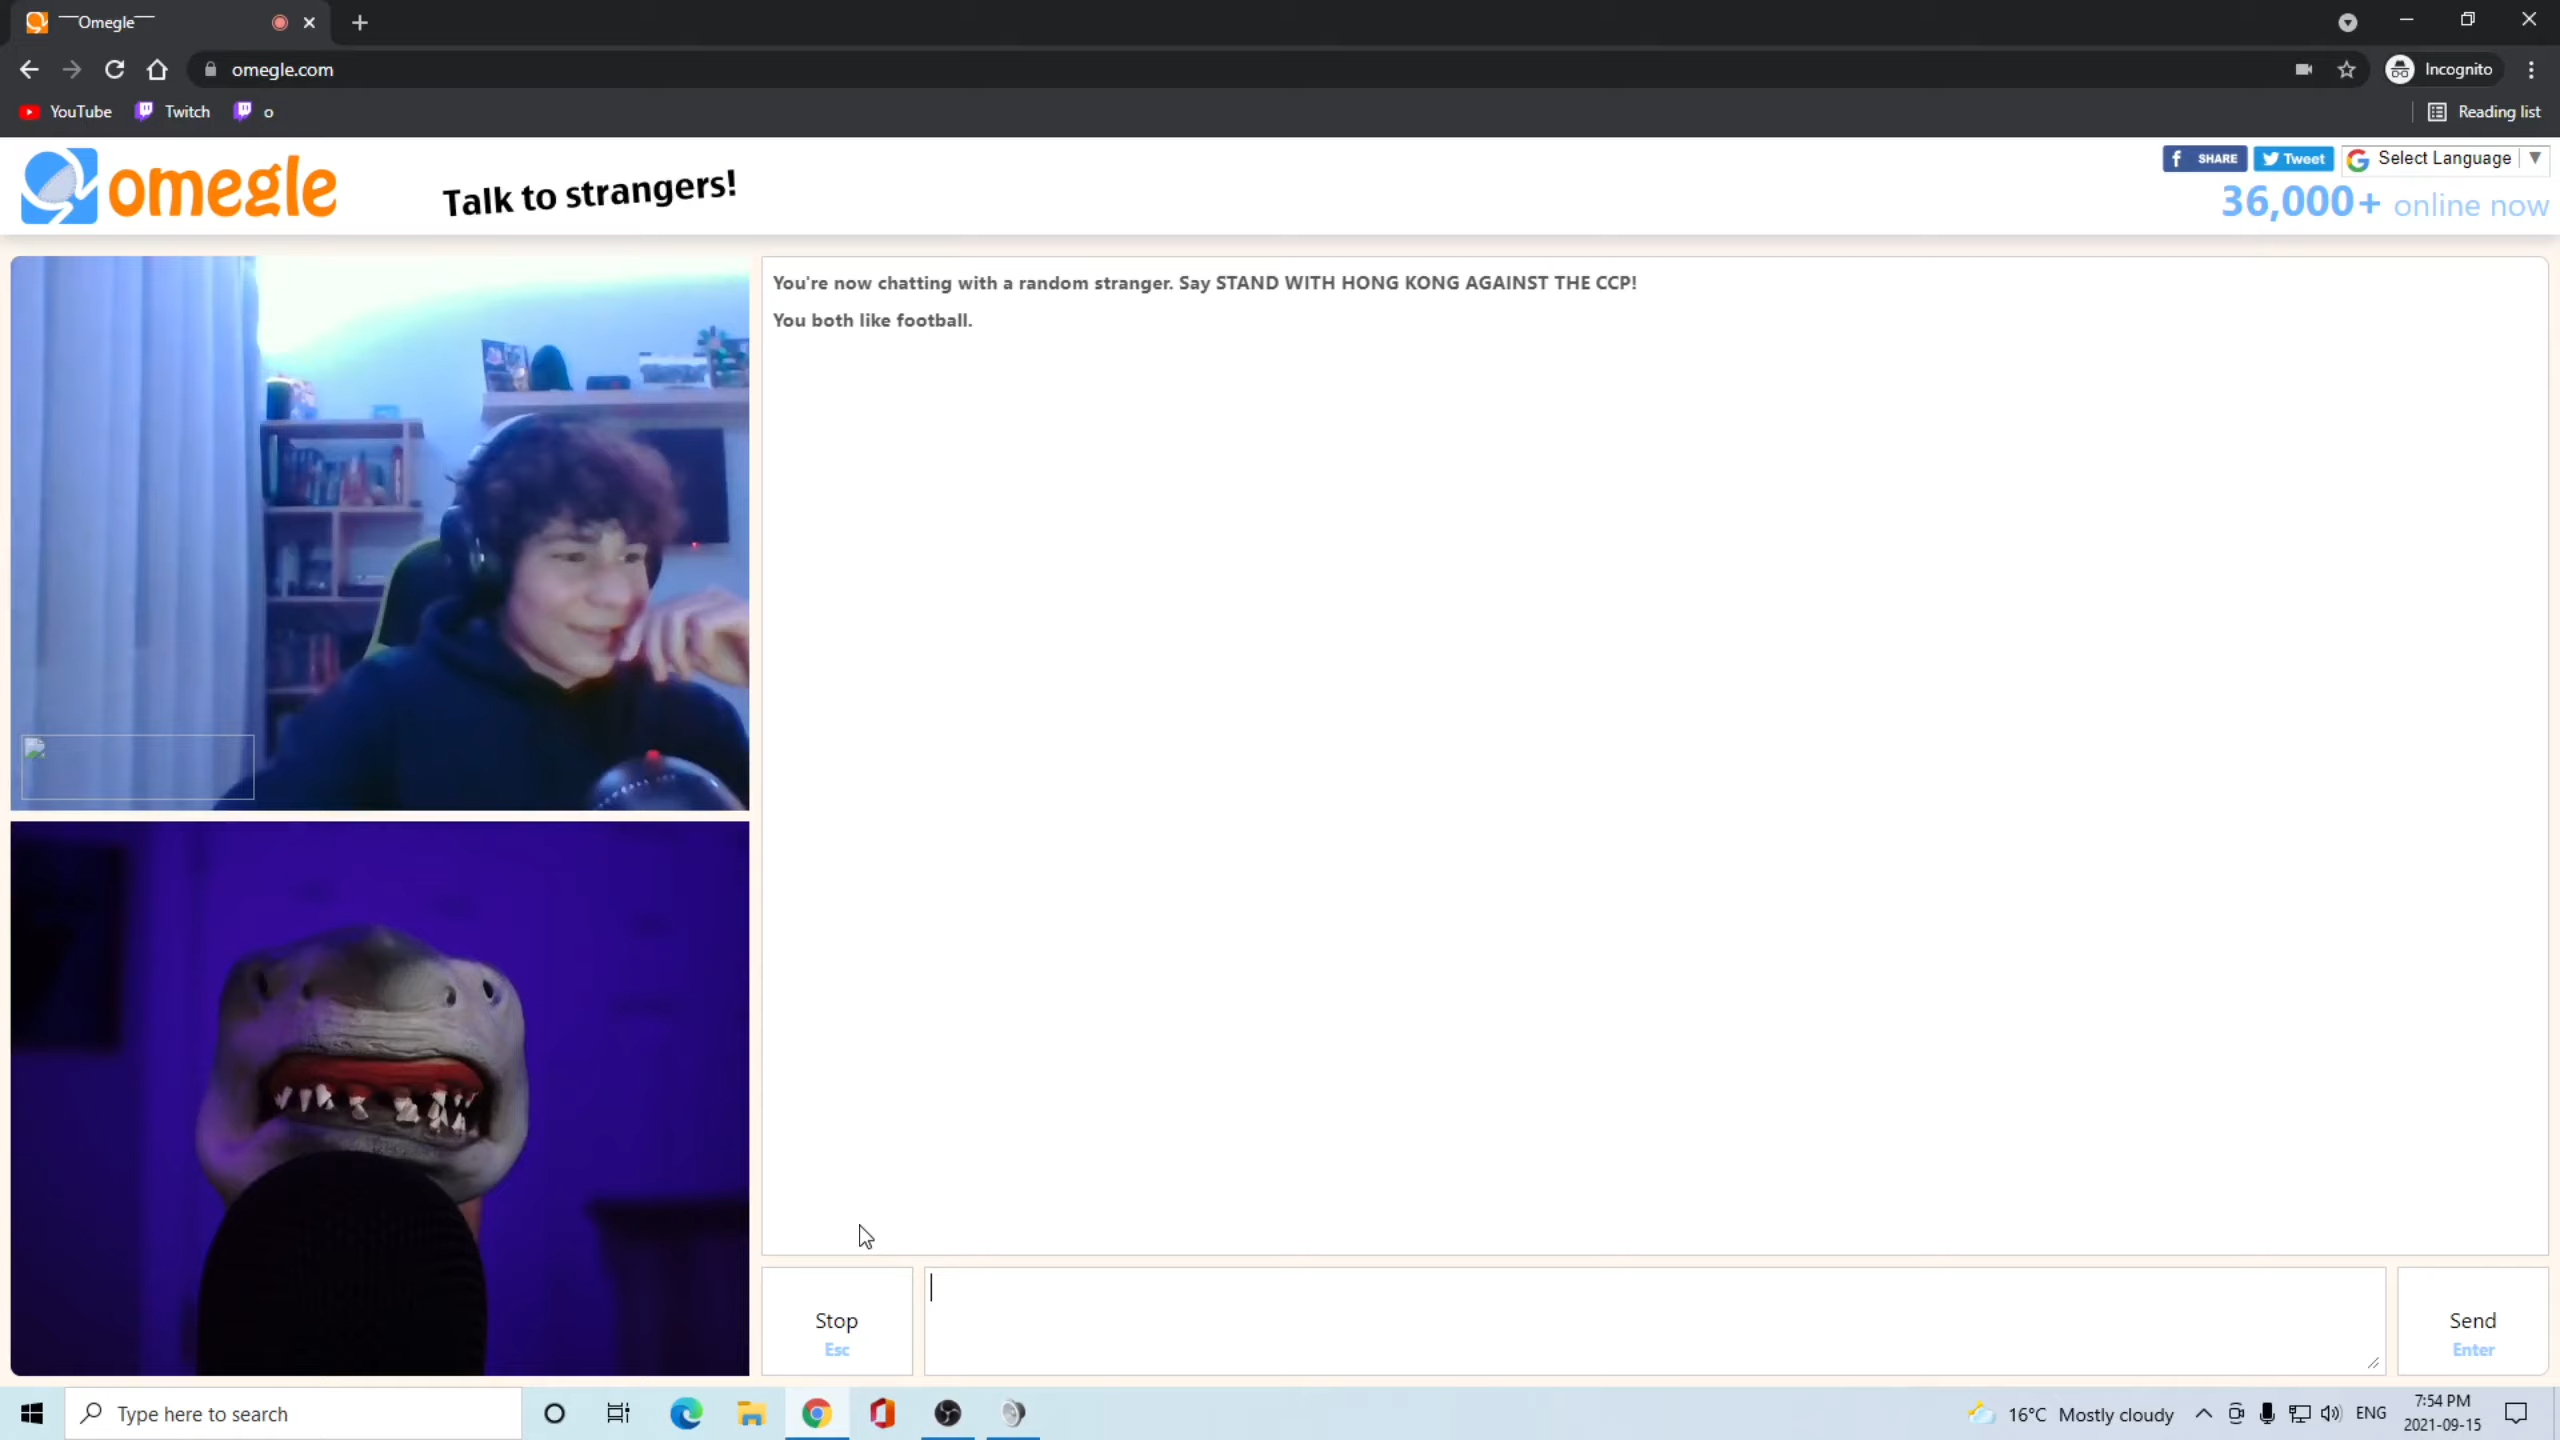 Omegle
omegle.com
Incognito
YouTube
Twitch
o
Reading list
omegle
Talk to strangers!
SHARE
Tweet
Select Language
36,000+ online now
You're now chatting with a random stranger. Say STAND WITH HONG KONG AGAINST THE CCP!
You both like football.
Stop
Esc
Send
Enter
Type here to search
16°C Mostly cloudy
ENG
7:54 PM
2021-09-15